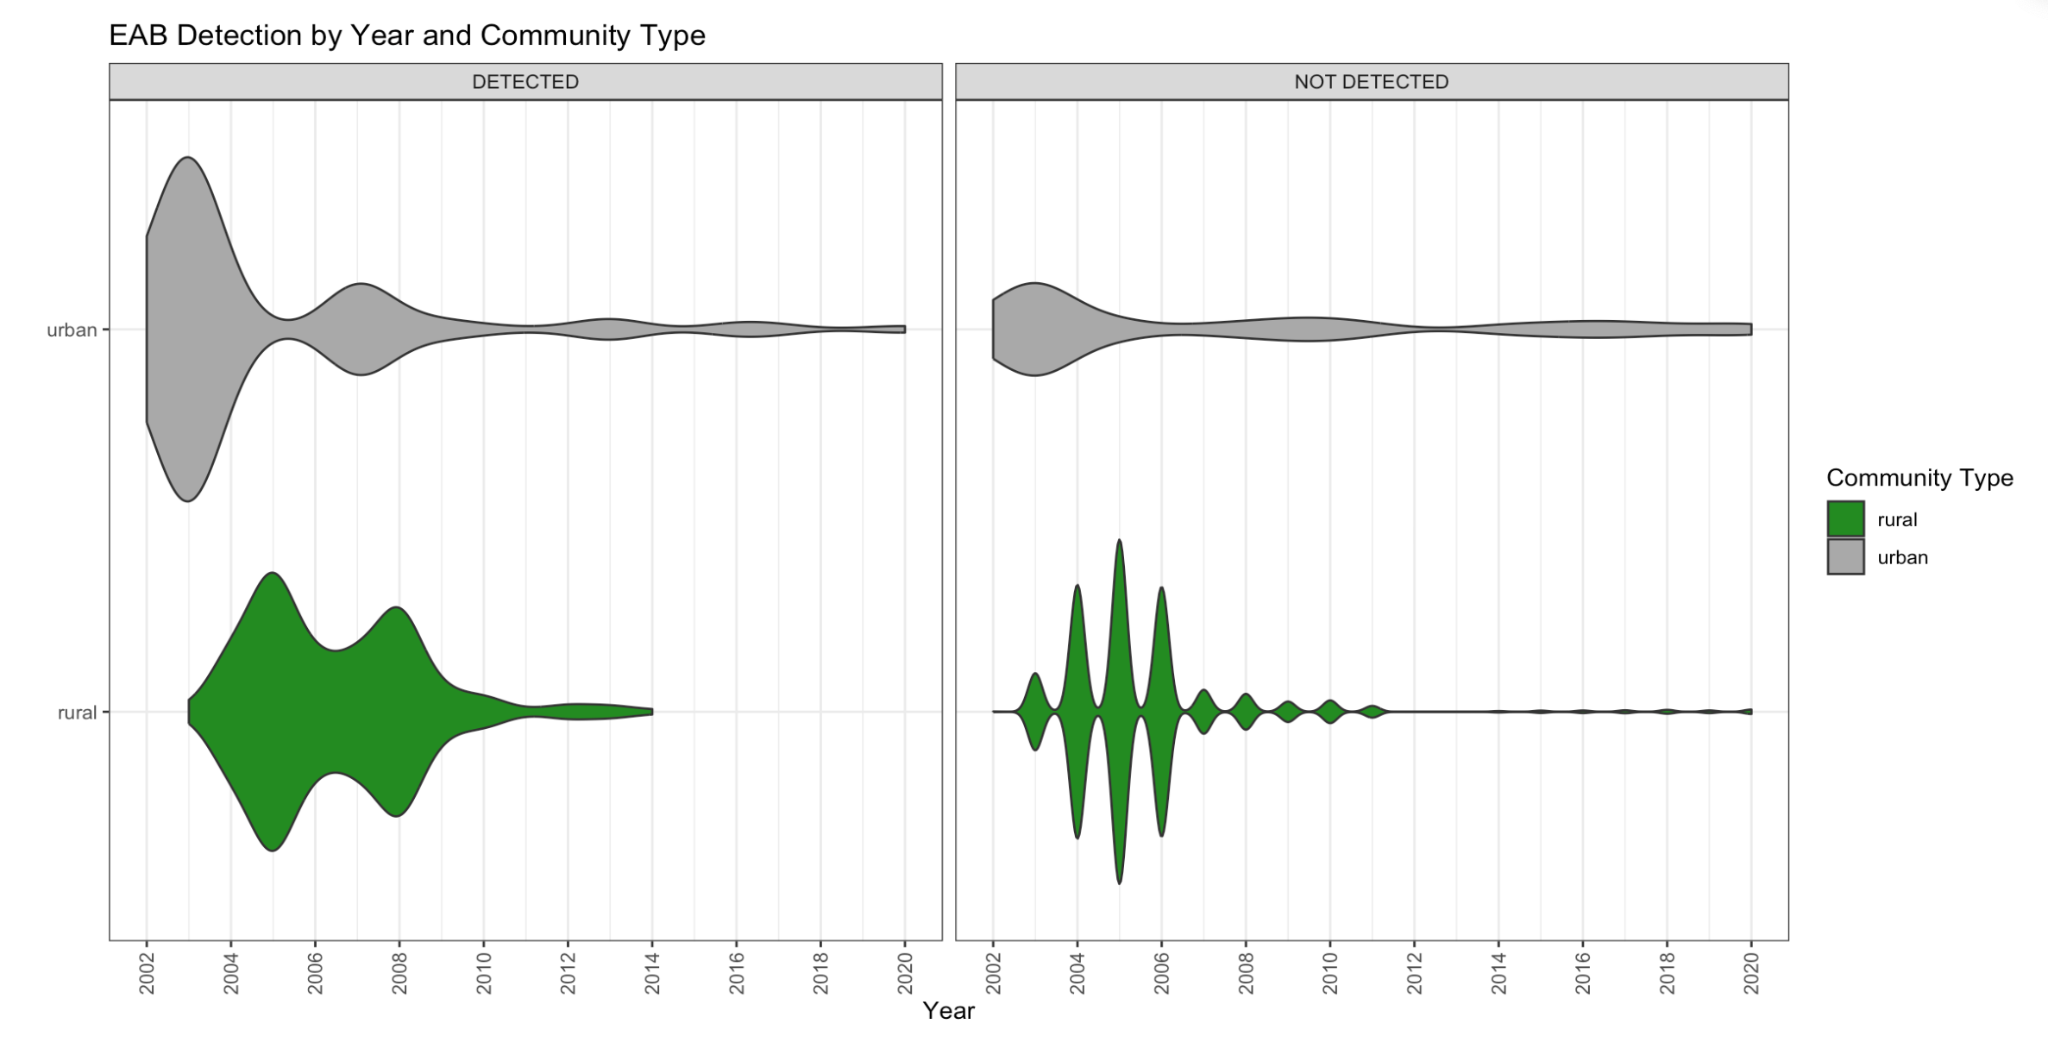 EAB Detection by Year and Community Type
DETECTED
NOT DETECTED
urban
rural
Community Type
rural
urban
2002 2004 2006 2008 2010 2012 2014 2016 2018 2020
2002 2004 2006 2008 2010 2012 2014 2016 2018 2020
Year